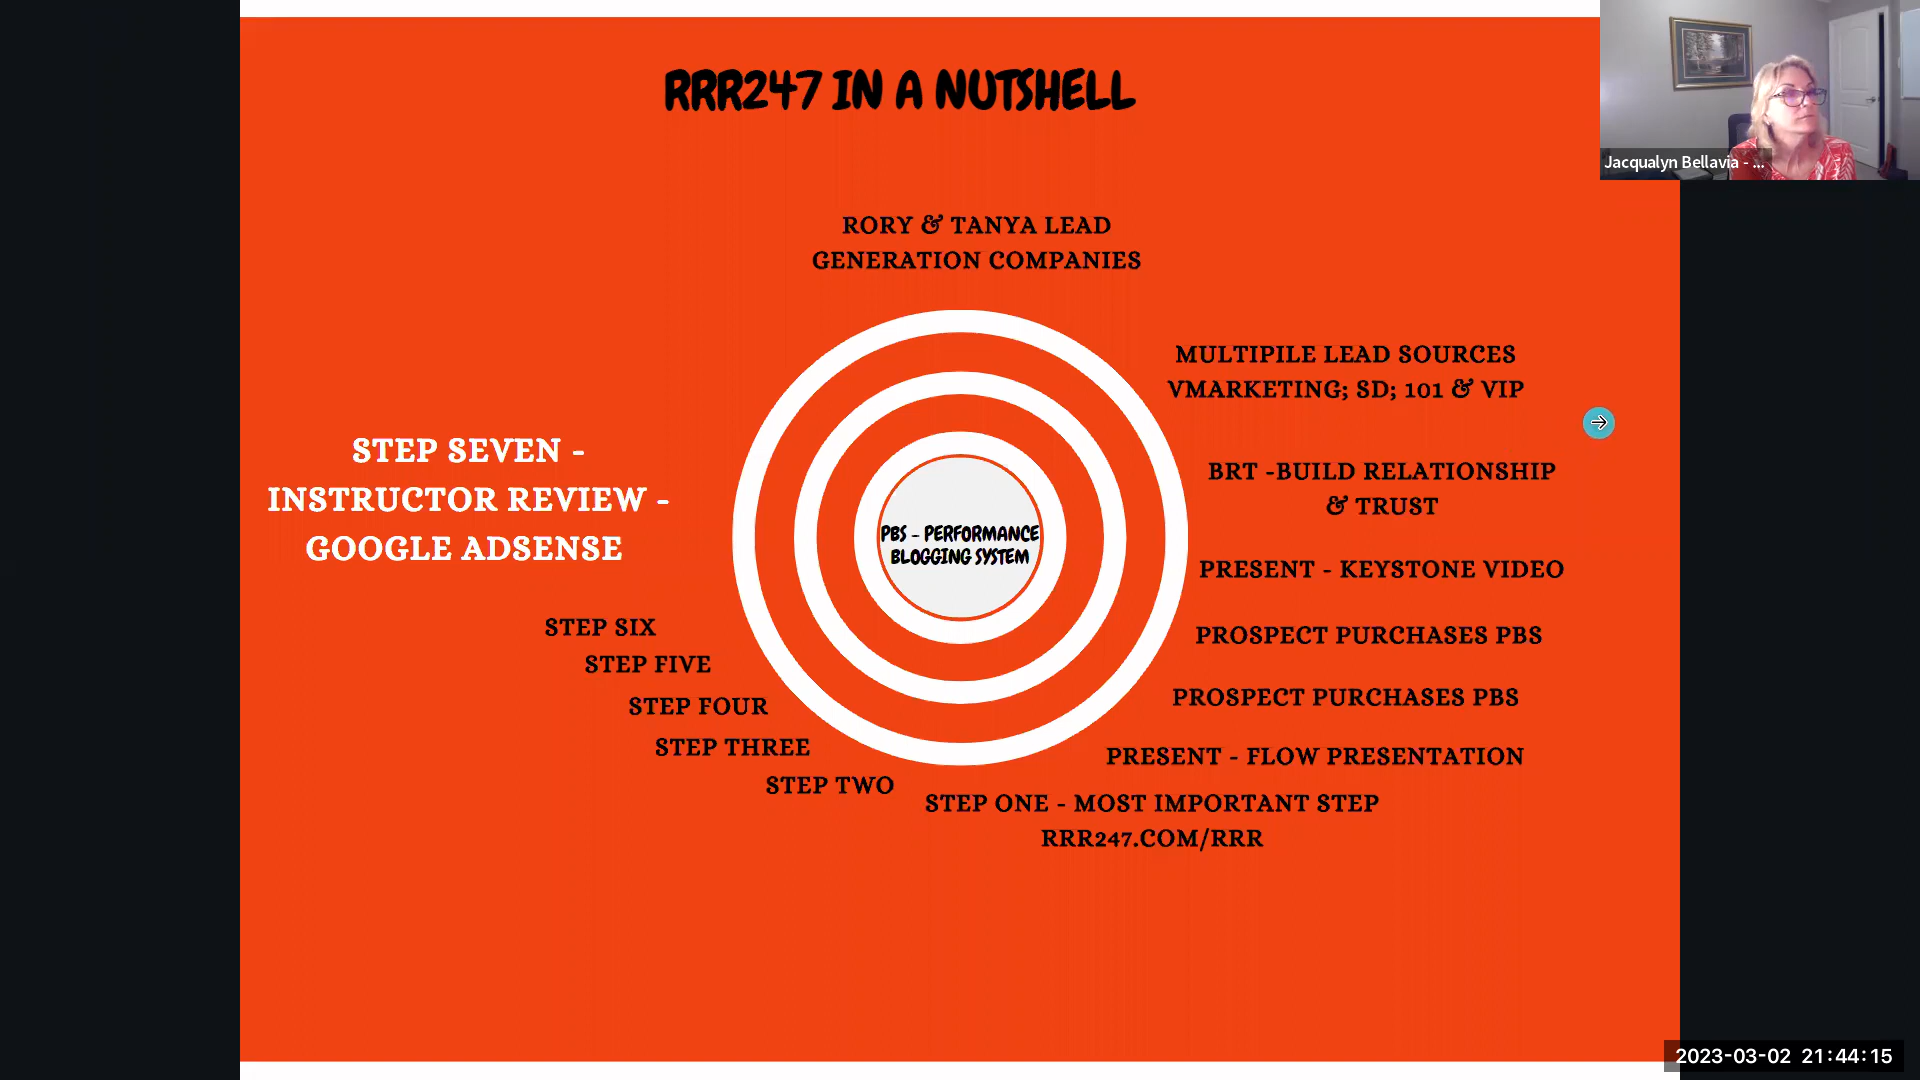 RRR247 IN A NUTSHELL
Jacqualyn Bellavia - ...
RORY & TANYA LEAD
GENERATION COMPANIES
MULTIPILE LEAD SOURCES
VMARKETING; SD; 101 & VIP
BRT -BUILD RELATIONSHIP
& TRUST
PRESENT - KEYSTONE VIDEO
PROSPECT PURCHASES PBS
PROSPECT PURCHASES PBS
PRESENT - FLOW PRESENTATION
STEP ONE - MOST IMPORTANT STEP
RRR247.COM/RRR
STEP TWO
STEP THREE
STEP FOUR
STEP FIVE
STEP SIX
STEP SEVEN -
INSTRUCTOR REVIEW -
GOOGLE ADSENSE
PBS - PERFORMANCE
BLOGGING SYSTEM
2023-03-02 21:44:15